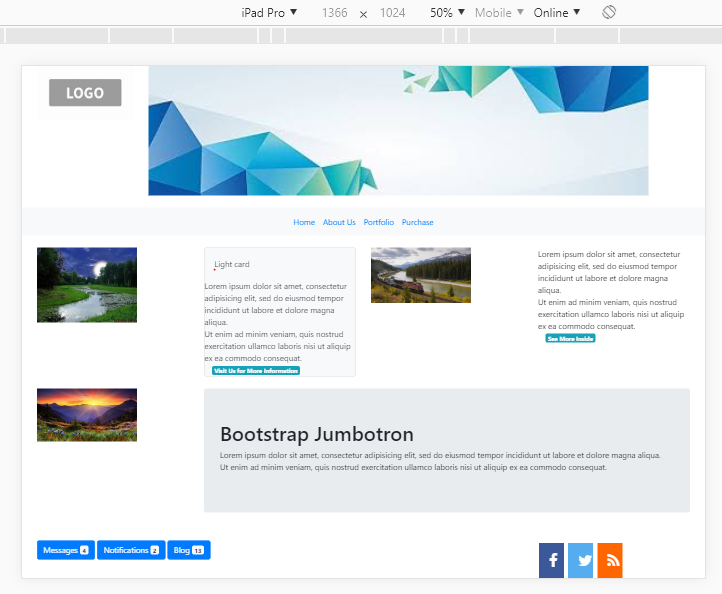 iPad Pro ▼ 1366 × 1024 50% ▼ Mobile ▼ Online ▼
LOGO
Home About Us Portfolio Purchase
Light card
Lorem ipsum dolor sit amet, consectetur
adipisicing elit, sed do eiusmod tempor
incididunt ut labore et dolore magna
aliqua.
Ut enim ad minim veniam, quis nostrud
exercitation ullamco laboris nisi ut aliquip
ex ea commodo consequat.
Visit Us for More Information
Lorem ipsum dolor sit amet, consectetur
adipisicing elit, sed do eiusmod tempor
incididunt ut labore et dolore magna
aliqua.
Ut enim ad minim veniam, quis nostrud
exercitation ullamco laboris nisi ut aliquip
ex ea commodo consequat.
See More Inside
Bootstrap Jumbotron
Lorem ipsum dolor sit amet, consectetur adipisicing elit, sed do eiusmod tempor incididunt ut labore et dolore magna aliqua.
Ut enim ad minim veniam, quis nostrud exercitation ullamco laboris nisi ut aliquip ex ea commodo consequat.
Messages 4 Notifications 2 Blog 13